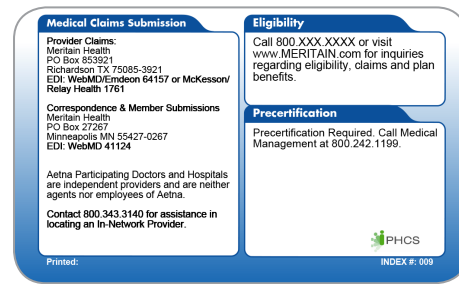 Medical Claims Submission
Provider Claims:
Meritain Health
PO Box 853921
Richardson TX 75085-3921
EDI: WebMD/Emdeon 64157 or McKesson/
Relay Health 1761
Correspondence & Member Submissions
Meritain Health
PO Box 27267
Minneapolis MN 55427-0267
EDI: WebMD 41124
Aetna Participating Doctors and Hospitals
are independent providers and are neither
agents nor employees of Aetna.
Contact 800.343.3140 for assistance in
locating an In-Network Provider.
Eligibility
Call 800.XXX.XXXX or visit
www.MERITAIN.com for inquiries
regarding eligibility, claims and plan
benefits.
Precertification
Precertification Required. Call Medical
Management at 800.242.1199.
PHCS
Printed:
INDEX #: 009